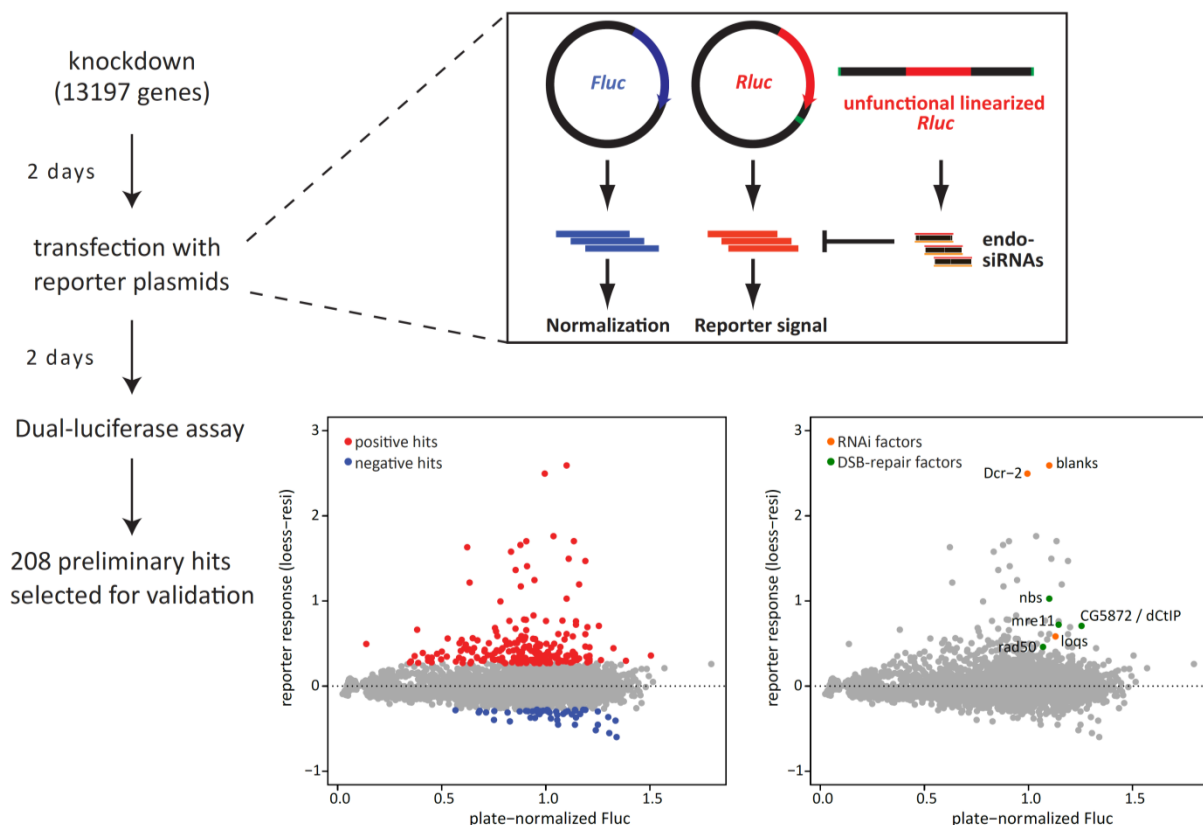 knockdown
(13197 genes)
2 days
transfection with
reporter plasmids
2 days
Dual-luciferase assay
208 preliminary hits
selected for validation
Fluc
Rluc
unfunctional linearized
Rluc
endo-
siRNAs
Normalization
Reporter signal
reporter response (loess-resi)
3
2
1
0
−1
positive hits
negative hits
0.0
0.5
1.0
1.5
plate−normalized Fluc
reporter response (loess-resi)
3
2
1
0
−1
RNAi factors
DSB-repair factors
Dcr−2
blanks
nbs
mre11
CG5872 / dCtIP
loqs
rad50
0.0
0.5
1.0
1.5
plate−normalized Fluc